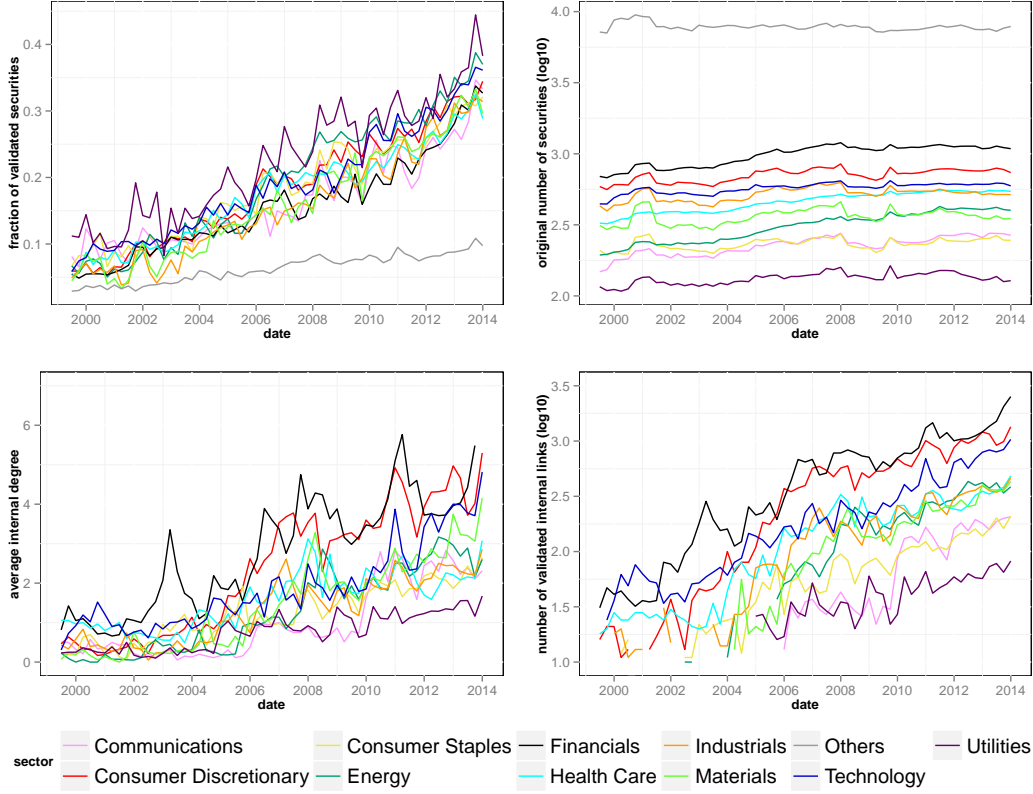 fraction of validated securities
0.4
0.3
0.2
0.1
2000 2002 2004 2006 2008 2010 2012 2014
date
original number of securities (log10)
4.0
3.5
3.0
2.5
2.0
2000 2002 2004 2006 2008 2010 2012 2014
date
average internal degree
6
4
2
0
2000 2002 2004 2006 2008 2010 2012 2014
date
number of validated internal links (log10)
3.5
3.0
2.5
2.0
1.5
1.0
2000 2002 2004 2006 2008 2010 2012 2014
date
sector
Communications Consumer Staples Financials Industrials Others Utilities
Consumer Discretionary Energy Health Care Materials Technology